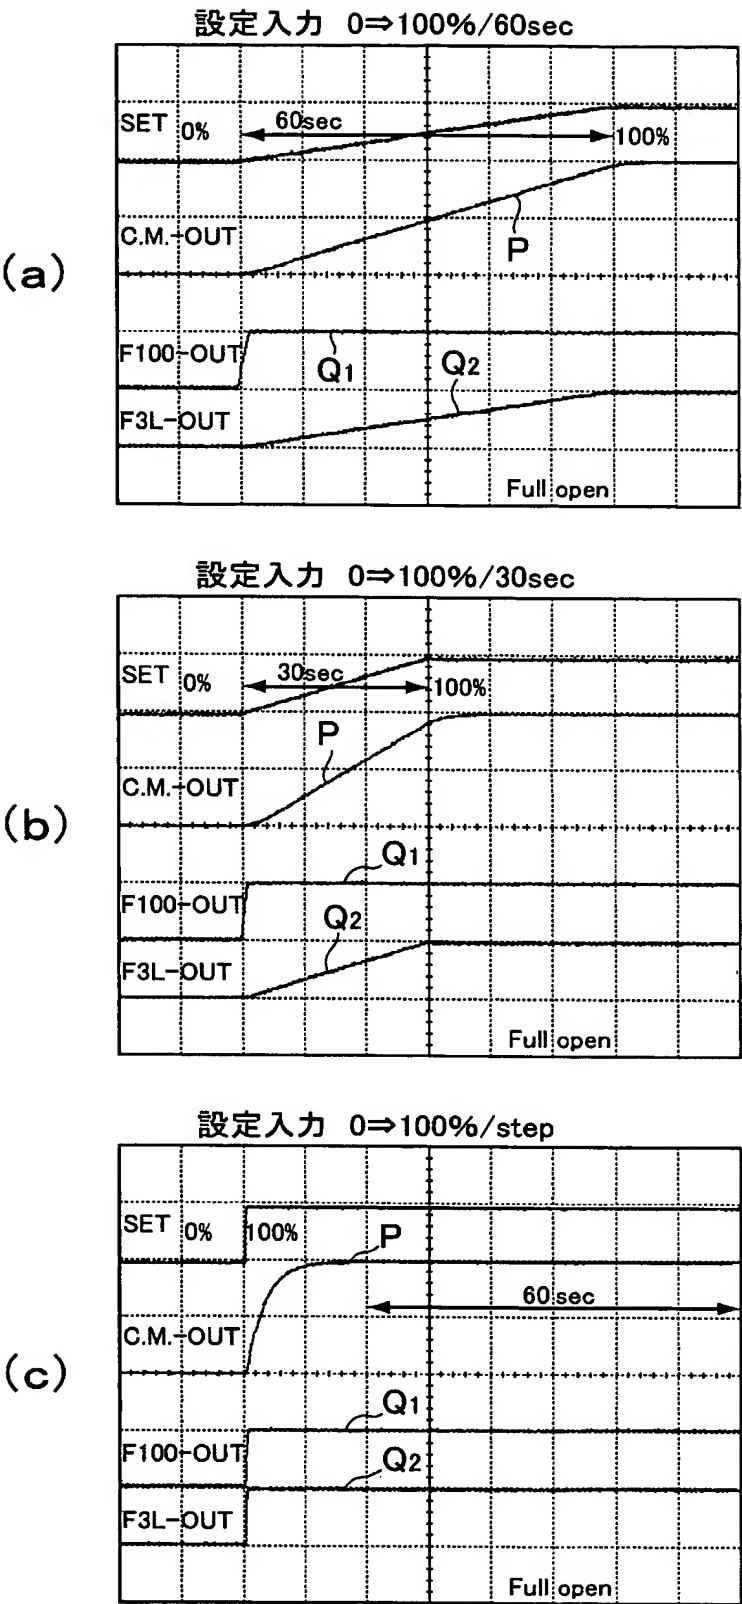 設定入力 0⇒100%/60sec
(a)
SET 0% 60sec 100%
C.M.-OUT P
F100-OUT Q1
F3L-OUT Q2
Full open
設定入力 0⇒100%/30sec
(b)
SET 0% 30sec 100%
C.M.-OUT P
F100-OUT Q1
F3L-OUT Q2
Full open
設定入力 0⇒100%/step
(c)
SET 0% 100% P
60sec
C.M.-OUT
F100-OUT Q1
F3L-OUT Q2
Full open